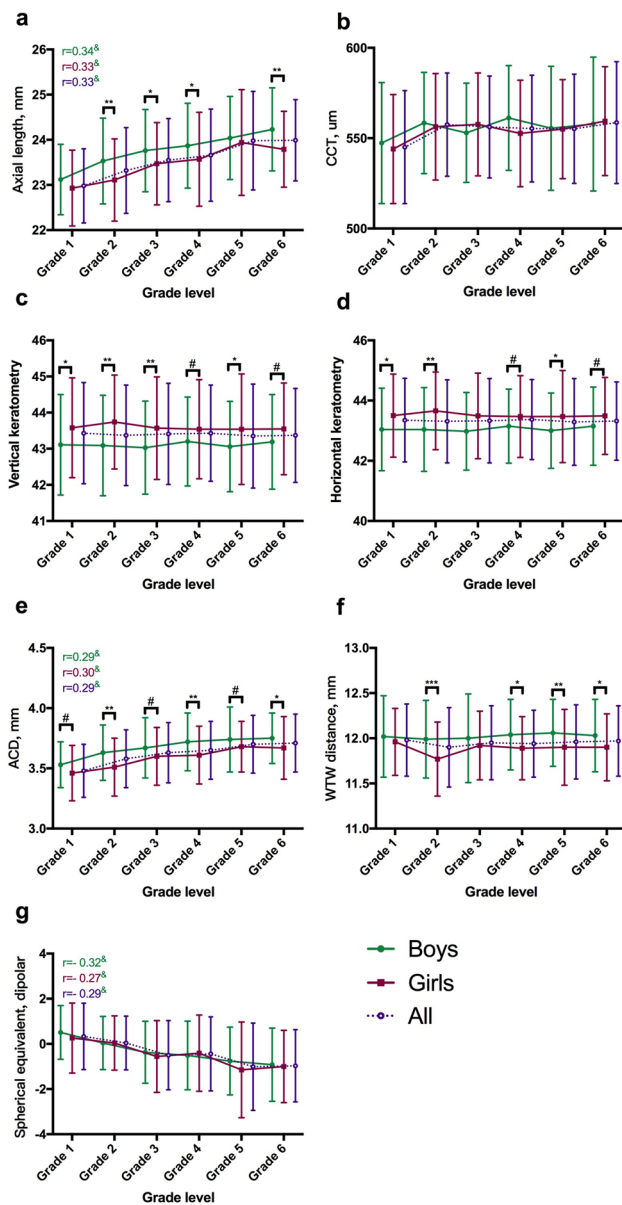 a
r=0.34&
r=0.33&
r=0.33&
**
*
*
**
26
25
24
23
22
Axial length, mm
Grade 1
Grade 2
Grade 3
Grade 4
Grade 5
Grade 6
Grade level
b
600
550
500
CCT, um
Grade 1
Grade 2
Grade 3
Grade 4
Grade 5
Grade 6
Grade level
c
*
**
**
#
*
#
46
45
44
43
42
41
Vertical keratometry
Grade 1
Grade 2
Grade 3
Grade 4
Grade 5
Grade 6
Grade level
d
*
**
#
*
#
46
44
42
40
Horizontal keratometry
Grade 1
Grade 2
Grade 3
Grade 4
Grade 5
Grade 6
Grade level
e
r=0.29&
r=0.30&
r=0.29&
#
**
#
**
#
*
4.5
4.0
3.5
3.0
ACD, mm
Grade 1
Grade 2
Grade 3
Grade 4
Grade 5
Grade 6
Grade level
f
***
*
**
*
13.0
12.5
12.0
11.5
11.0
WTW distance, mm
Grade 1
Grade 2
Grade 3
Grade 4
Grade 5
Grade 6
Grade level
g
r=- 0.32&
r=- 0.27&
r=- 0.29&
4
2
0
-2
-4
Spherical equivalent, dipolar
Grade 1
Grade 2
Grade 3
Grade 4
Grade 5
Grade 6
Grade level
Boys
Girls
All